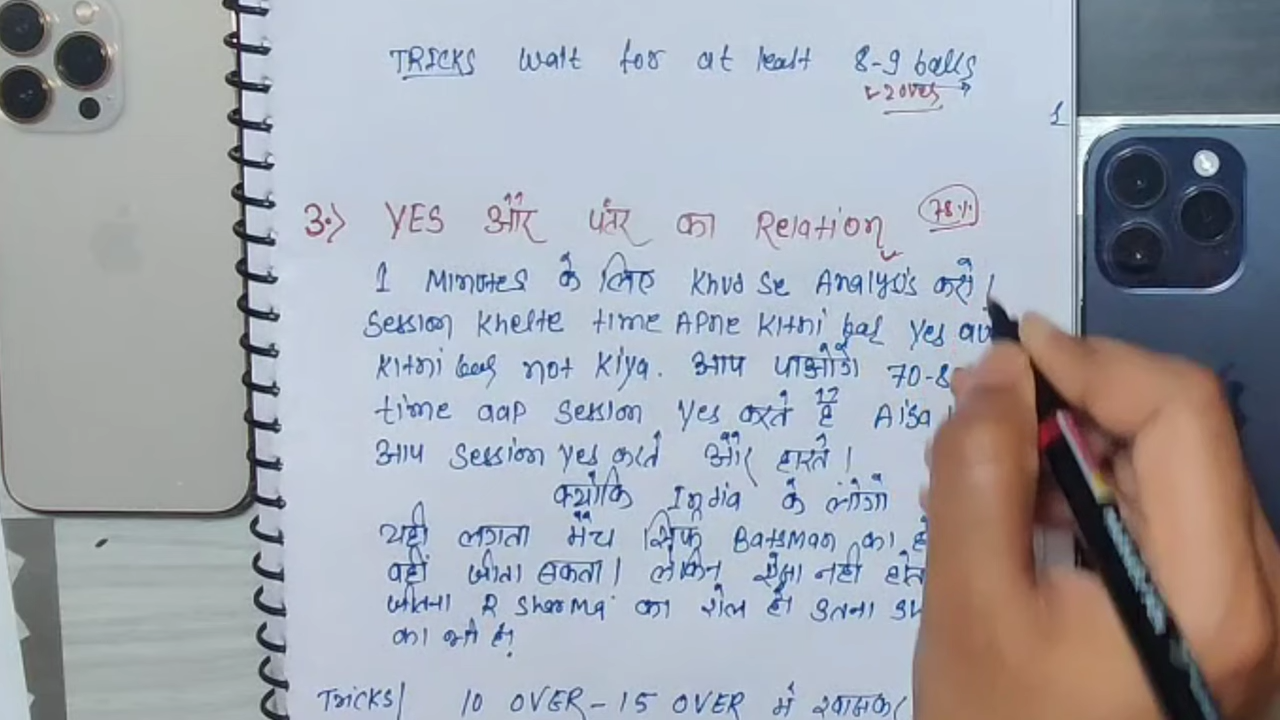 TRICKS wait for at least 8-9 balls
2 over
1
3.) YES और पंटर का Relation 78%
1 Minutes के लिए Khud se Analysis करो।
Session Khelte time Apne Kitni bar Yes au
Kitni bar not Kiya. आप पाओगे 70-8
time aap Session Yes करते है Aisa
आप Session yes करते और हारते।
क्योकि India के लोगो
यही लगता मैच सिर्फ Batsman का
वहीं जीता सकता। लेकिन ऐसा नही होत
जीतना R Sharma का रोल है उतना
का भी है।
Tricks/ 10 OVER - 15 OVER में खासकर